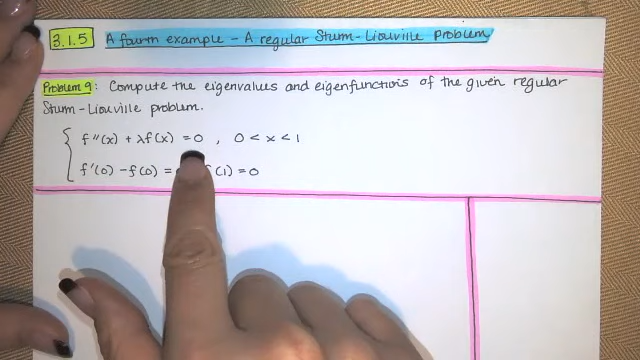 3.1.5 A fourth example - A regular Sturm-Liouville Problem
Problem 9: Compute the eigenvalues and eigenfunctions of the given regular
Sturm-Liouville problem.
f''(x) + λf(x) = 0 , 0 < x < 1
f'(0) - f(0) = (1) = 0